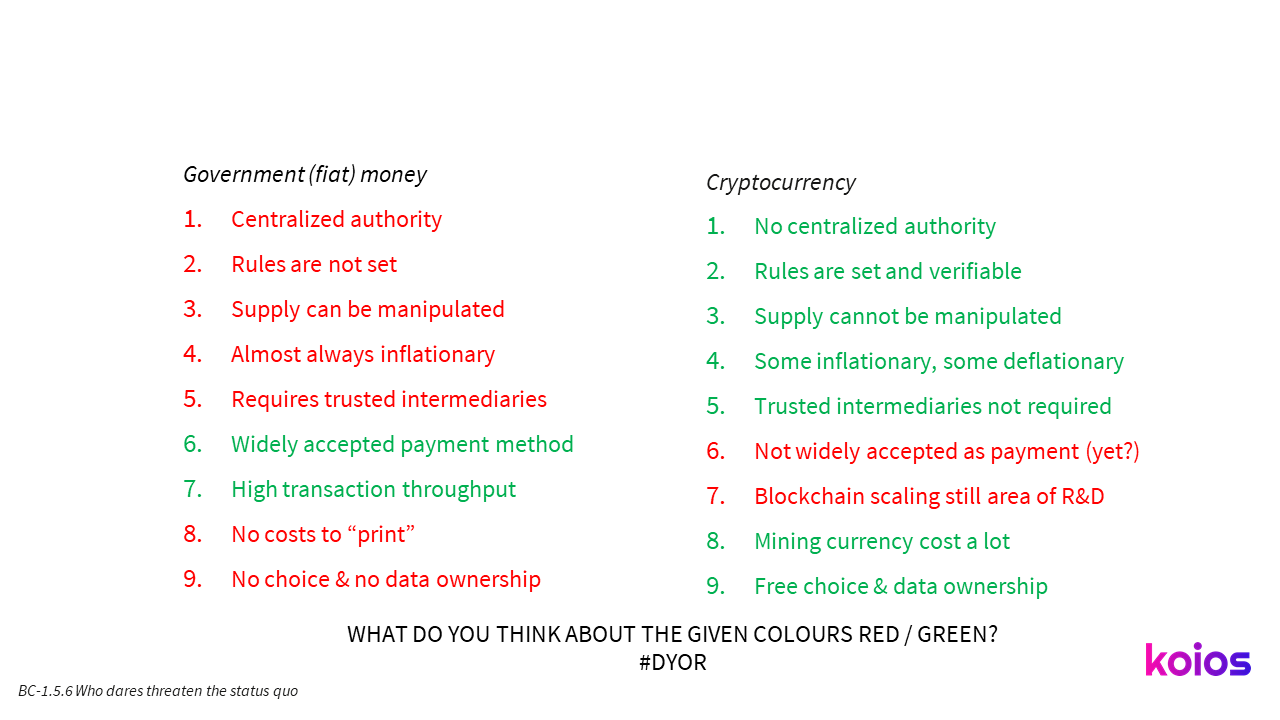 Government (fiat) money
1. Centralized authority
2. Rules are not set
3. Supply can be manipulated
4. Almost always inflationary
5. Requires trusted intermediaries
6. Widely accepted payment method
7. High transaction throughput
8. No costs to “print”
9. No choice & no data ownership
Cryptocurrency
1. No centralized authority
2. Rules are set and verifiable
3. Supply cannot be manipulated
4. Some inflationary, some deflationary
5. Trusted intermediaries not required
6. Not widely accepted as payment (yet?)
7. Blockchain scaling still area of R&D
8. Mining currency cost a lot
9. Free choice & data ownership
WHAT DO YOU THINK ABOUT THE GIVEN COLOURS RED / GREEN?
#DYOR
koios
BC-1.5.6 Who dares threaten the status quo